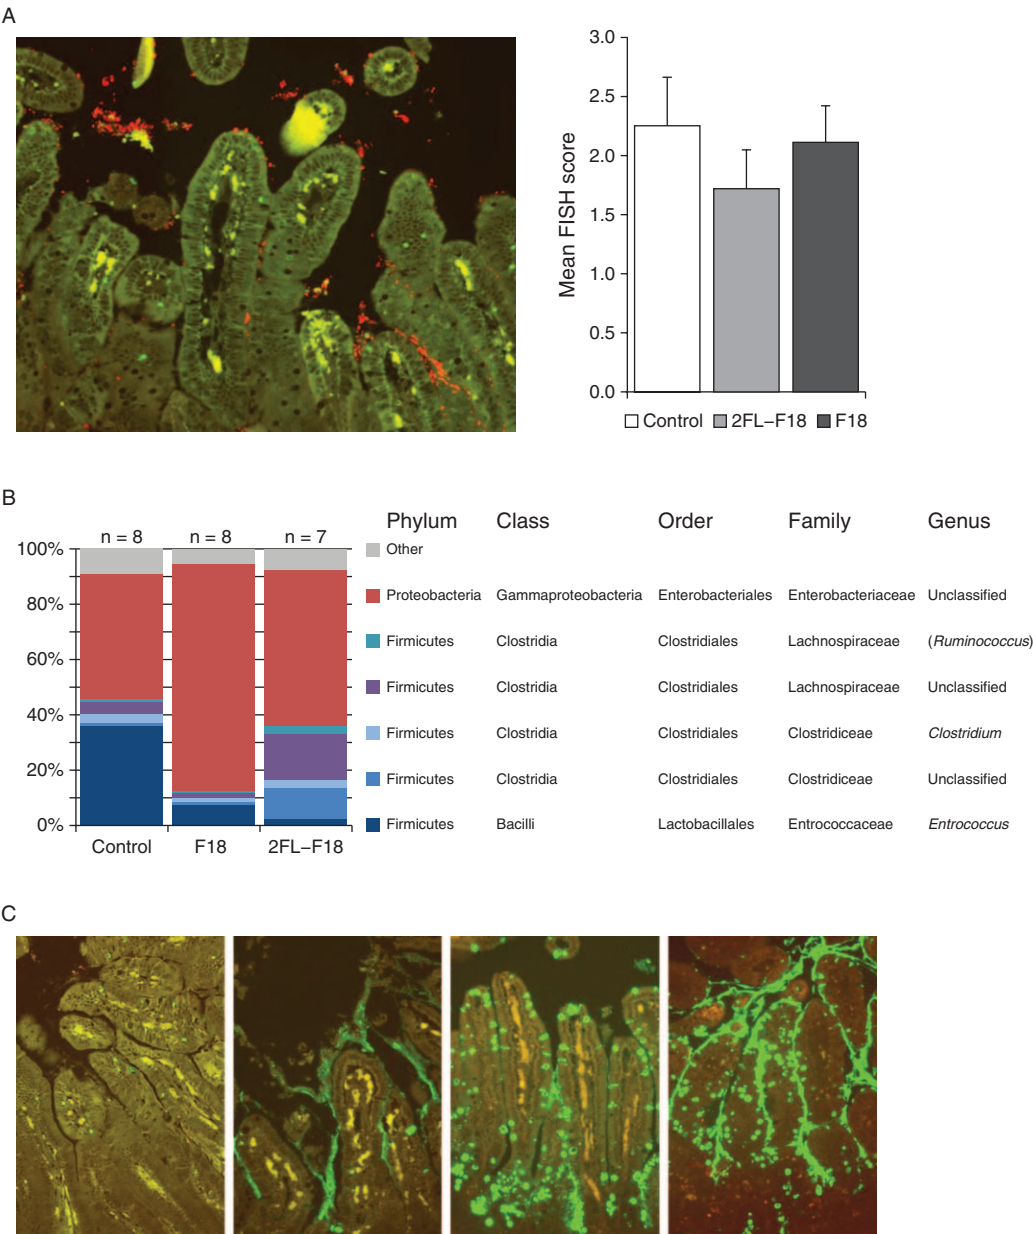 A
3.0
2.5
2.0
1.5
1.0
0.5
0.0
Mean FISH score
Control 2FL–F18 F18
B
n = 8 n = 8 n = 7
100%
80%
60%
40%
20%
0%
Control F18 2FL–F18
Phylum Class Order Family Genus
Other
Proteobacteria Gammaproteobacteria Enterobacteriales Enterobacteriaceae Unclassified
Firmicutes Clostridia Clostridiales Lachnospiraceae (Ruminococcus)
Firmicutes Clostridia Clostridiales Lachnospiraceae Unclassified
Firmicutes Clostridia Clostridiales Clostridiceae Clostridium
Firmicutes Clostridia Clostridiales Clostridiceae Unclassified
Firmicutes Bacilli Lactobacillales Entrococcaceae Entrococcus
C